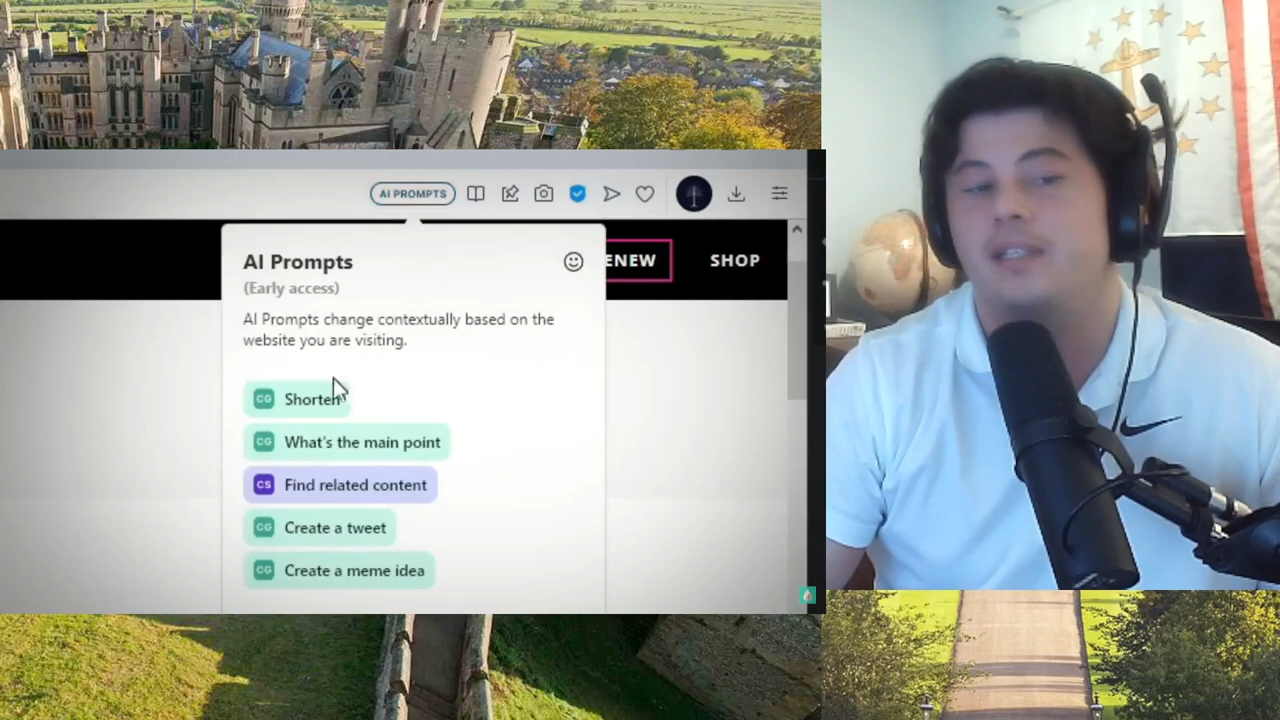 AI PROMPTS
ENEW
SHOP
AI Prompts
(Early access)
AI Prompts change contextually based on the
website you are visiting.
CG Shorten
CG What's the main point
CS Find related content
CG Create a tweet
CG Create a meme idea